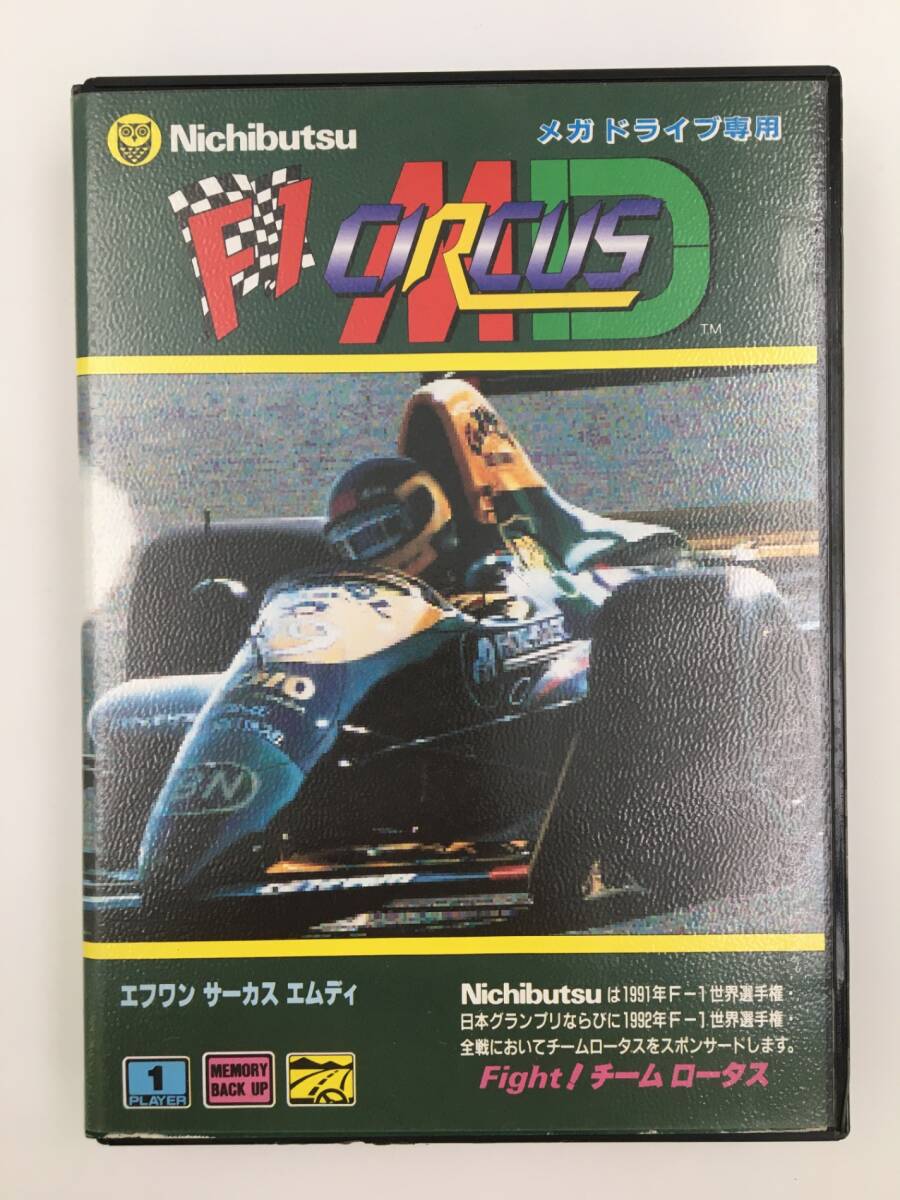 Nichibutsu
メガドライブ専用
F1 CIRCUS MD
TM
エフワン サーカス エムディ
Nichibutsuは1991年F-1世界選手権・
日本グランプリならびに1992年F-1世界選手権・
全戦においてチームロータスをスポンサードします。
Fight! チーム ロータス
1
PLAYER
MEMORY
BACK UP